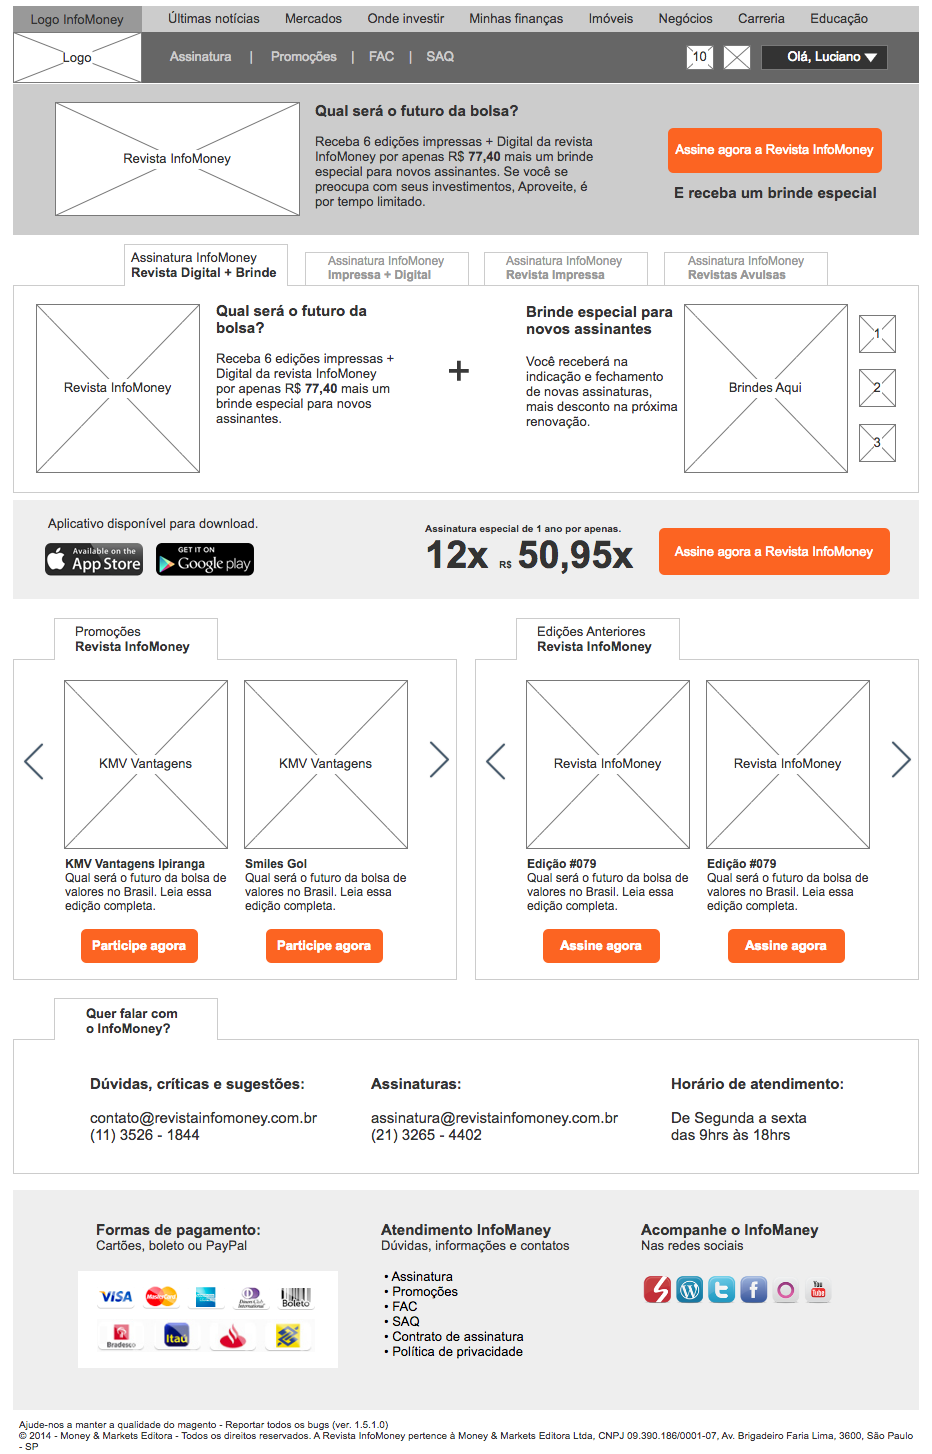 Logo InfoMoney
Últimas notícias Mercados Onde investir Minhas finanças Imóveis Negócios Carreria Educação
Logo
Assinatura | Promoções | FAC | SAQ
10
Olá, Luciano
Revista InfoMoney
Qual será o futuro da bolsa?
Receba 6 edições impressas + Digital da revista
InfoMoney por apenas R$ 77,40 mais um brinde
especial para novos assinantes. Se você se
preocupa com seus investimentos, Aproveite, é
por tempo limitado.
Assine agora a Revista InfoMoney
E receba um brinde especial
Assinatura InfoMoney
Revista Digital + Brinde
Assinatura InfoMoney
Impressa + Digital
Assinatura InfoMoney
Revista Impressa
Assinatura InfoMoney
Revistas Avulsas
Revista InfoMoney
Qual será o futuro da
bolsa?
Receba 6 edições impressas +
Digital da revista InfoMoney
por apenas R$ 77,40 mais um
brinde especial para novos
assinantes.
+
Brinde especial para
novos assinantes
Você receberá na
indicação e fechamento
de novas assinaturas,
mais desconto na próxima
renovação.
Brindes Aqui
1
2
3
Aplicativo disponível para download.
Available on the
App Store
GET IT ON
Google play
Assinatura especial de 1 ano por apenas.
12x R$ 50,95x
Assine agora a Revista InfoMoney
Promoções
Revista InfoMoney
KMV Vantagens
KMV Vantagens Ipiranga
Qual será o futuro da bolsa de
valores no Brasil. Leia essa
edição completa.
Participe agora
KMV Vantagens
Smiles Gol
Qual será o futuro da bolsa de
valores no Brasil. Leia essa
edição completa.
Participe agora
Edições Anteriores
Revista InfoMoney
Revista InfoMoney
Edição #079
Qual será o futuro da bolsa de
valores no Brasil. Leia essa
edição completa.
Assine agora
Revista InfoMoney
Edição #079
Qual será o futuro da bolsa de
valores no Brasil. Leia essa
edição completa.
Assine agora
Quer falar com
o InfoMoney?
Dúvidas, críticas e sugestões:
contato@revistainfomoney.com.br
(11) 3526 - 1844
Assinaturas:
assinatura@revistainfomoney.com.br
(21) 3265 - 4402
Horário de atendimento:
De Segunda a sexta
das 9hrs às 18hrs
Formas de pagamento:
Cartões, boleto ou PayPal
VISA
MasterCard
Diners Club
International
Boleto
Bradesco
Itaú
Atendimento InfoManey
Dúvidas, informações e contatos
• Assinatura
• Promoções
• FAC
• SAQ
• Contrato de assinatura
• Política de privacidade
Acompanhe o InfoManey
Nas redes sociais
You
Tube
Ajude-nos a manter a qualidade do magento - Reportar todos os bugs (ver. 1.5.1.0)
© 2014 - Money & Markets Editora - Todos os direitos reservados. A Revista InfoMoney pertence à Money & Markets Editora Ltda, CNPJ 09.390.186/0001-07, Av. Brigadeiro Faria Lima, 3600, São Paulo
- SP